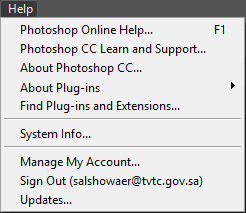 Help
Photoshop Online Help... F1
Photoshop CC Learn and Support...
About Photoshop CC...
About Plug-ins
Find Plug-ins and Extensions...
System Info...
Manage My Account...
Sign Out (salshowaer@tvtc.gov.sa)
Updates...